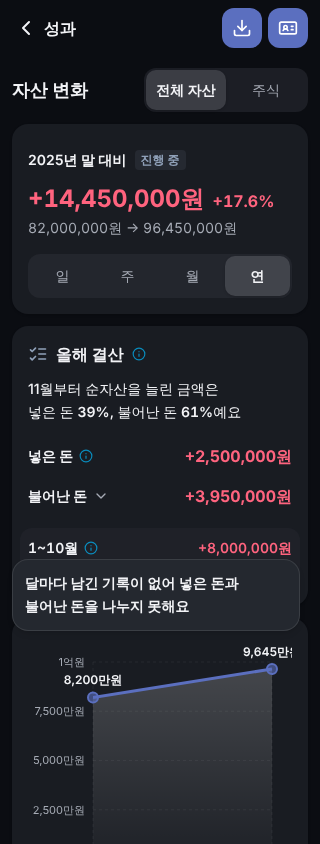 성과
자산 변화
전체 자산
주식
2025년 말 대비 진행 중
+14,450,000원 +17.6%
82,000,000원 → 96,450,000원
일 주 월 연
올해 결산
11월부터 순자산을 늘린 금액은
넣은 돈 39%, 불어난 돈 61%예요
넣은 돈 +2,500,000원
불어난 돈 +3,950,000원
1~10월 +8,000,000원
달마다 남긴 기록이 없어 넣은 돈과
불어난 돈을 나누지 못해요
9,645만원
1억원
8,200만원
7,500만원
5,000만원
2,500만원